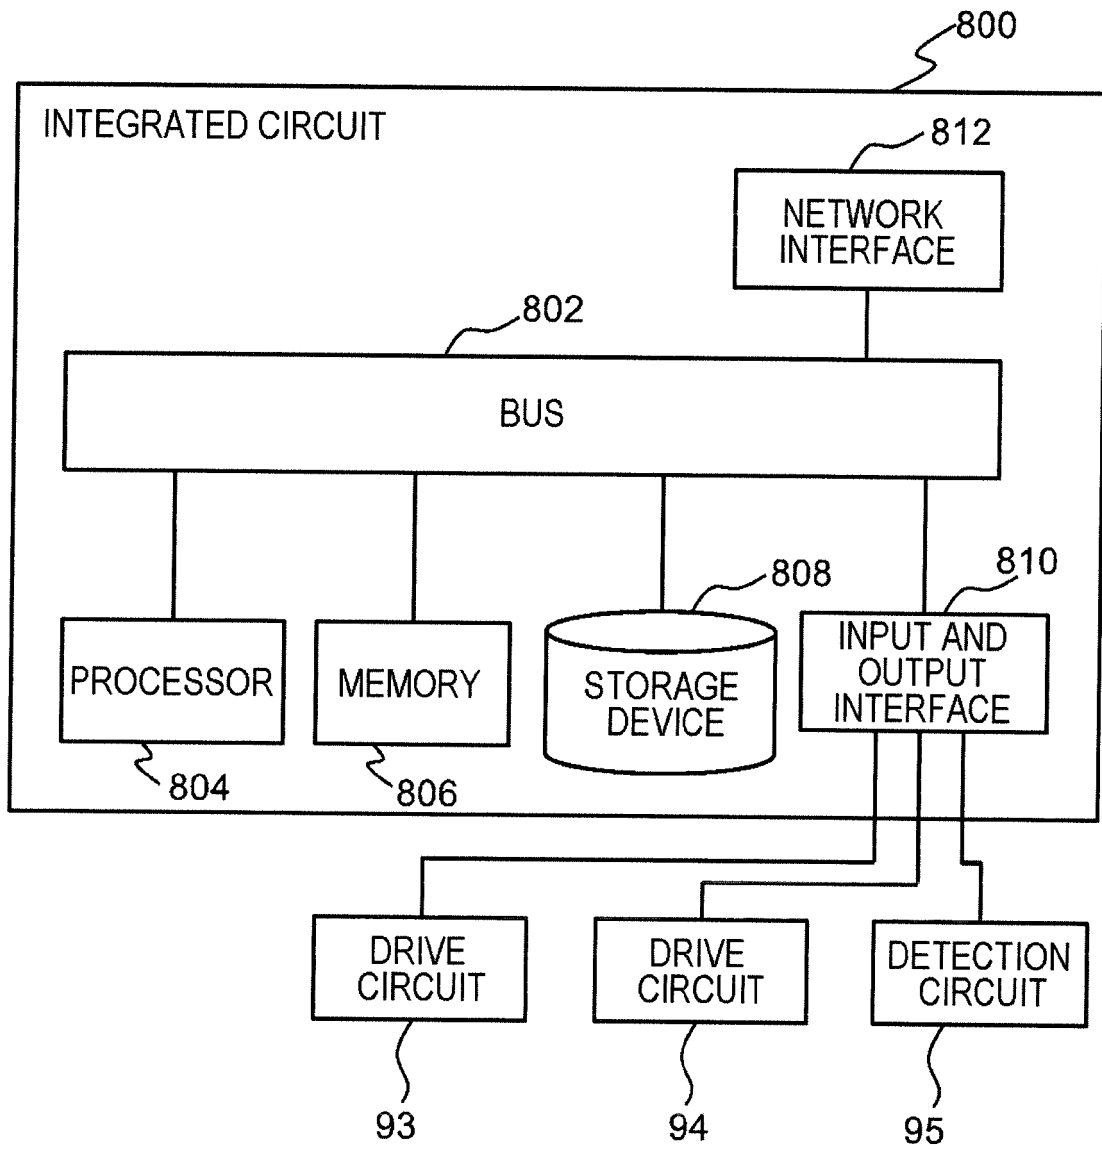 800
INTEGRATED CIRCUIT
812
NETWORK
INTERFACE
802
BUS
808
810
PROCESSOR
MEMORY
STORAGE
DEVICE
INPUT AND
OUTPUT
INTERFACE
804
806
DRIVE
CIRCUIT
DRIVE
CIRCUIT
DETECTION
CIRCUIT
93
94
95